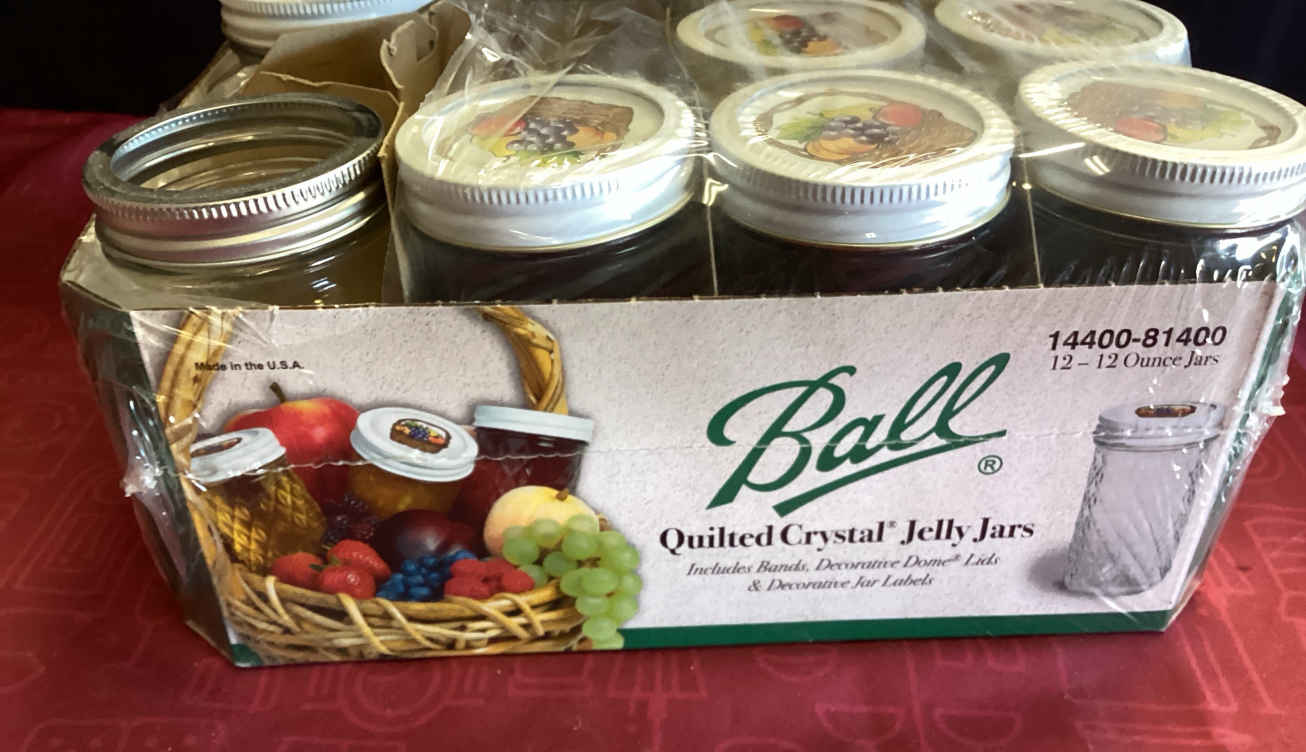 Made in the U.S.A.
14400-81400
12 – 12 Ounce Jars
Ball
®
Quilted Crystal® Jelly Jars
Includes Bands, Decorative Dome® Lids
& Decorative Jar Labels